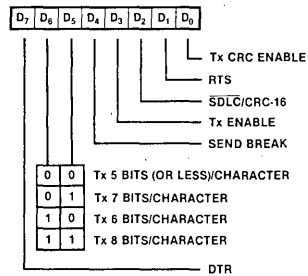 D7 D6 D5 D4 D3 D2 D1 D0
Tx CRC ENABLE
RTS
S̅D̅L̅C̅/CRC-16
Tx ENABLE
SEND BREAK
0 0 Tx 5 BITS (OR LESS)/CHARACTER
0 1 Tx 7 BITS/CHARACTER
1 0 Tx 6 BITS/CHARACTER
1 1 Tx 8 BITS/CHARACTER
DTR